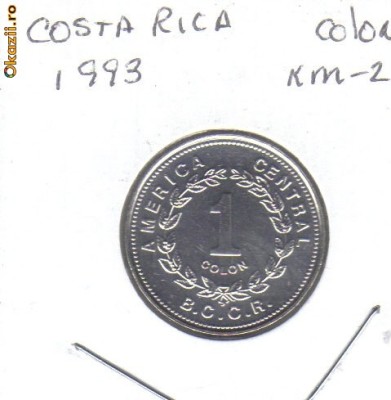 Okazii.ro
COSTA RICA colon
1993 KM-2
AMERICA CENTRAL
1
COLON
B.C.C.R.